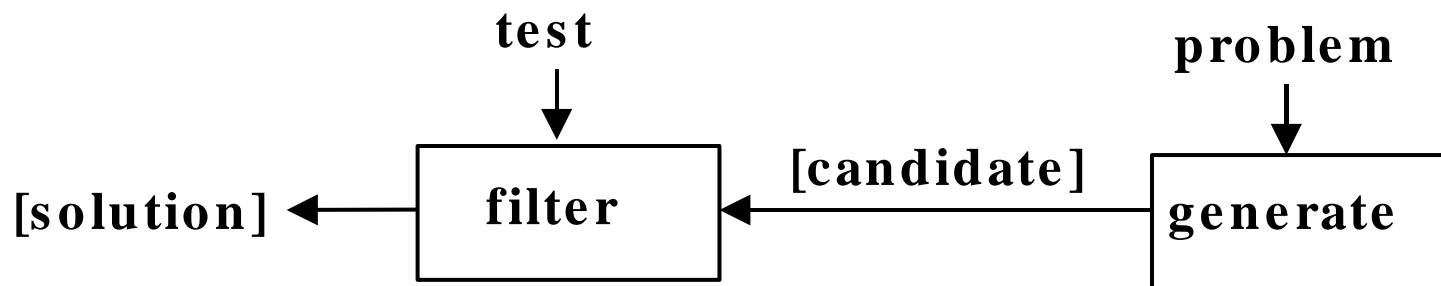 test
problem
[solution]
filter
[candidate]
generate